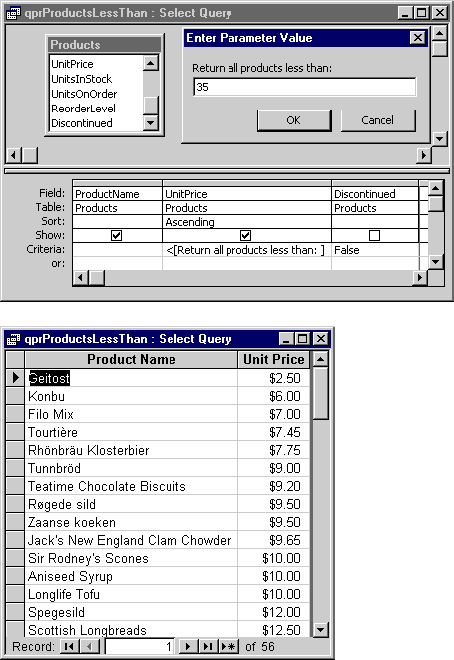 qprProductsLessThan : Select Query
Products
UnitPrice
UnitsInStock
UnitsOnOrder
ReorderLevel
Discontinued
Enter Parameter Value
Return all products less than:
35
OK Cancel
Field: ProductName UnitPrice Discontinued
Table: Products Products Products
Sort: Ascending
Show:
Criteria: <[Return all products less than: ] False
or:
qprProductsLessThan : Select Query
Product Name Unit Price
Geitost $2.50
Konbu $6.00
Filo Mix $7.00
Tourtière $7.45
Rhönbräu Klosterbier $7.75
Tunnbröd $9.00
Teatime Chocolate Biscuits $9.20
Røgede sild $9.50
Zaanse koeken $9.50
Jack's New England Clam Chowder $9.65
Sir Rodney's Scones $10.00
Aniseed Syrup $10.00
Longlife Tofu $10.00
Spegesild $12.00
Scottish Longbreads $12.50
Record: 1 of 56